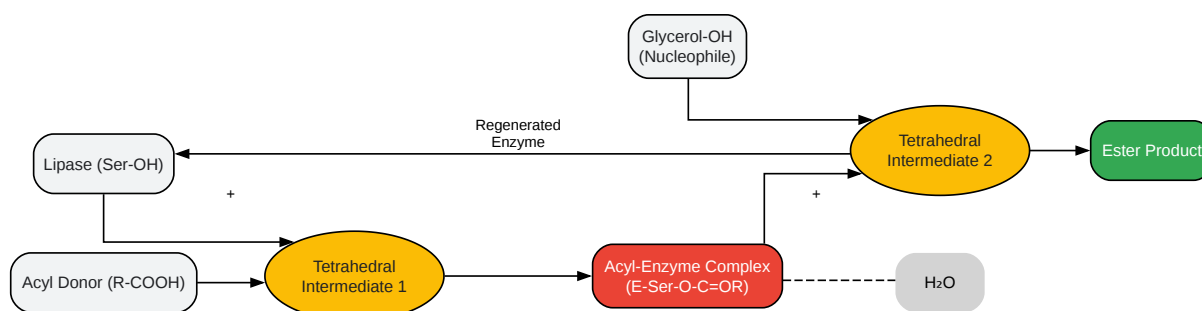 Glycerol-OH
(Nucleophile)
Regenerated
Enzyme
Lipase (Ser-OH)
Tetrahedral
Intermediate 2
Ester Product
+
+
Acyl Donor (R-COOH)
Tetrahedral
Intermediate 1
Acyl-Enzyme Complex
(E-Ser-O-C=OR)
H₂O